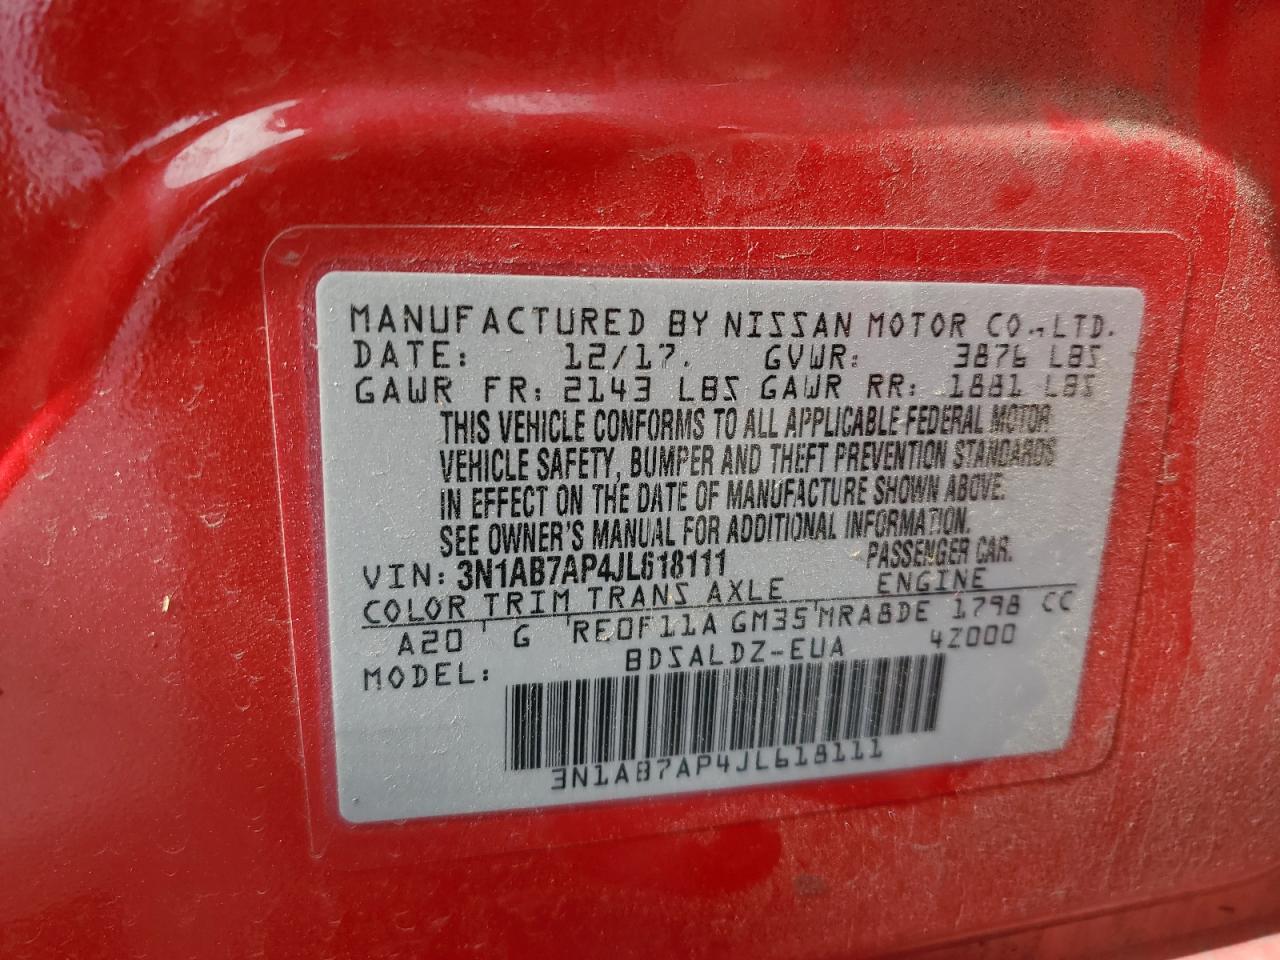 MANUFACTURED BY NISSAN MOTOR CO.,LTD.
DATE: 12/17. GVWR: 3876 LBS
GAWR FR: 2143 LBS GAWR RR: 1881 LBS
THIS VEHICLE CONFORMS TO ALL APPLICABLE FEDERAL MOTOR
VEHICLE SAFETY, BUMPER AND THEFT PREVENTION STANDARDS
IN EFFECT ON THE DATE OF MANUFACTURE SHOWN ABOVE.
SEE OWNER'S MANUAL FOR ADDITIONAL INFORMATION.
VIN: 3N1AB7AP4JL618111 PASSENGER CAR.
COLOR TRIM TRANS AXLE ENGINE
A20 G RE0F11A GM35 MRA8DE 1798 CC
MODEL: BDSALDZ-EUA 4Z000
3N1AB7AP4JL618111